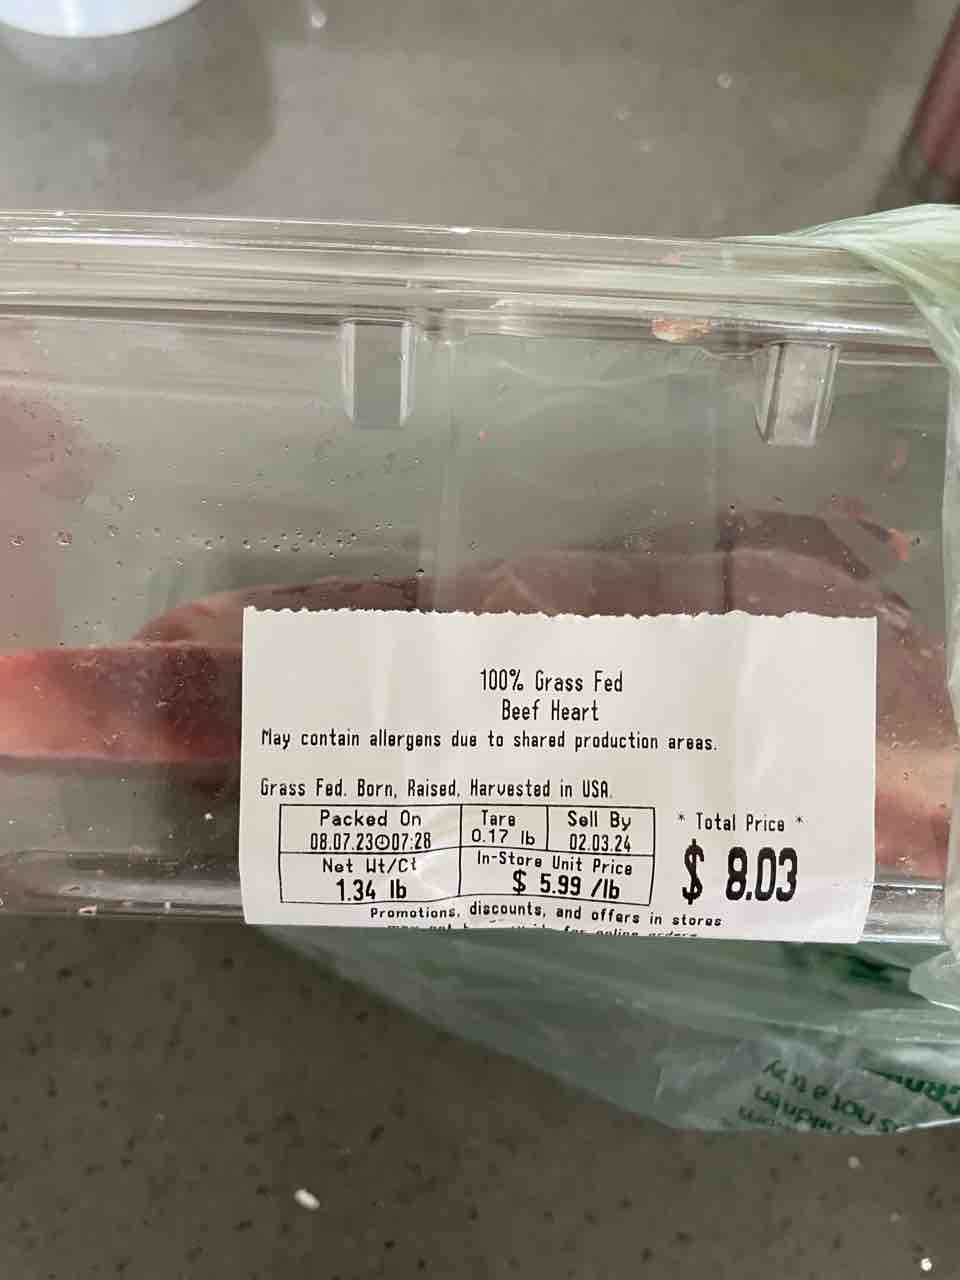 100% Grass Fed
Beef Heart
May contain allergens due to shared production areas.
Grass Fed. Born, Raised, Harvested in USA.
Packed On
08.07.23 07:28
Tare
0.17 lb
Sell By
02.03.24
Net Wt/Ct
1.34 lb
In-Store Unit Price
$ 5.99 /lb
* Total Price *
$ 8.03
Promotions, discounts, and offers in stores
not a toy